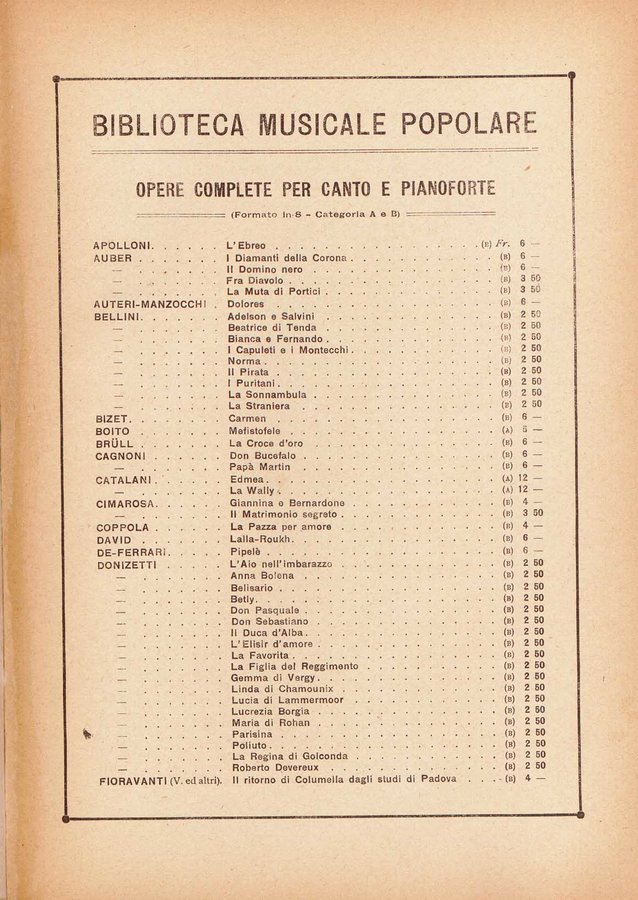 BIBLIOTECA MUSICALE POPOLARE
OPERE COMPLETE PER CANTO E PIANOFORTE
(Formato in-8 – Categoria A e B)
APOLLONI. . . . . . L'Ebreo . . . . . . . . . . (B) Fr. 6 —
AUBER . . . . . . . I Diamanti della Corona . . . . . . . . . . (B) 6 —
— . . . . . . Il Domino nero . . . . . . . . . . (B) 6 —
— . . . . . . Fra Diavolo . . . . . . . . . . (B) 3 50
— . . . . . . La Muta di Portici . . . . . . . . . . (B) 3 50
AUTERI-MANZOCCHI . Dolores . . . . . . . . . . (B) 6 —
BELLINI. . . . . . . Adelson e Salvini . . . . . . . . . . (B) 2 50
— . . . . . . Beatrice di Tenda . . . . . . . . . . (B) 2 50
— . . . . . . Bianca e Fernando . . . . . . . . . . (B) 2 50
— . . . . . . I Capuleti e i Montecchi . . . . . . . . . . (B) 2 50
— . . . . . . Norma . . . . . . . . . . (B) 2 50
— . . . . . . Il Pirata . . . . . . . . . . (B) 2 50
— . . . . . . I Puritani . . . . . . . . . . (B) 2 50
— . . . . . . La Sonnambula . . . . . . . . . . (B) 2 50
— . . . . . . La Straniera . . . . . . . . . . (B) 2 50
BIZET. . . . . . . . Carmen . . . . . . . . . . (B) 6 —
BOITO . . . . . . . Mefistofele . . . . . . . . . . (A) —
BRÜLL . . . . . . . La Croce d'oro . . . . . . . . . . (B) 6 —
CAGNONI . . . . . . Don Bucefalo . . . . . . . . . . (B) 6 —
— . . . . . . Papà Martin . . . . . . . . . . (B) 6 —
CATALANI. . . . . . Edmea . . . . . . . . . . (A) 12 —
— . . . . . . La Wally . . . . . . . . . . (A) 12 —
CIMAROSA. . . . . . Giannina e Bernardone . . . . . . . . . . (B) 4 —
— . . . . . . Il Matrimonio segreto . . . . . . . . . . (B) 3 50
COPPOLA . . . . . . La Pazza per amore . . . . . . . . . . (B) 4 —
DAVID . . . . . . . Lalla-Roukh . . . . . . . . . . (B) 6 —
DE-FERRARI. . . . . Pipelè . . . . . . . . . . (B) 6 —
DONIZETTI . . . . . L'Aio nell'imbarazzo . . . . . . . . . . (B) 2 50
— . . . . . . Anna Bolena . . . . . . . . . . (B) 2 50
— . . . . . . Belisario . . . . . . . . . . (B) 2 50
— . . . . . . Betly . . . . . . . . . . (B) 2 50
— . . . . . . Don Pasquale . . . . . . . . . . (B) 2 50
— . . . . . . Don Sebastiano . . . . . . . . . . (B) 2 50
— . . . . . . Il Duca d'Alba . . . . . . . . . . (B) 2 50
— . . . . . . L'Elisir d'amore . . . . . . . . . . (B) 2 50
— . . . . . . La Favorita . . . . . . . . . . (B) 2 50
— . . . . . . La Figlia del Reggimento . . . . . . . . . . (B) 2 50
— . . . . . . Gemma di Vergy . . . . . . . . . . (B) 2 50
— . . . . . . Linda di Chamounix . . . . . . . . . . (B) 2 50
— . . . . . . Lucia di Lammermoor . . . . . . . . . . (B) 2 50
— . . . . . . Lucrezia Borgia . . . . . . . . . . (B) 2 50
— . . . . . . Maria di Rohan . . . . . . . . . . (B) 2 50
— . . . . . . Parisina . . . . . . . . . . (B) 2 50
— . . . . . . Poliuto . . . . . . . . . . (B) 2 50
— . . . . . . La Regina di Golconda . . . . . . . . . . (B) 2 50
— . . . . . . Roberto Devereux . . . . . . . . . . (B) 2 50
FIORAVANTI (V. ed altri). Il ritorno di Columella dagli studi di Padova . . . . (B) 4 —